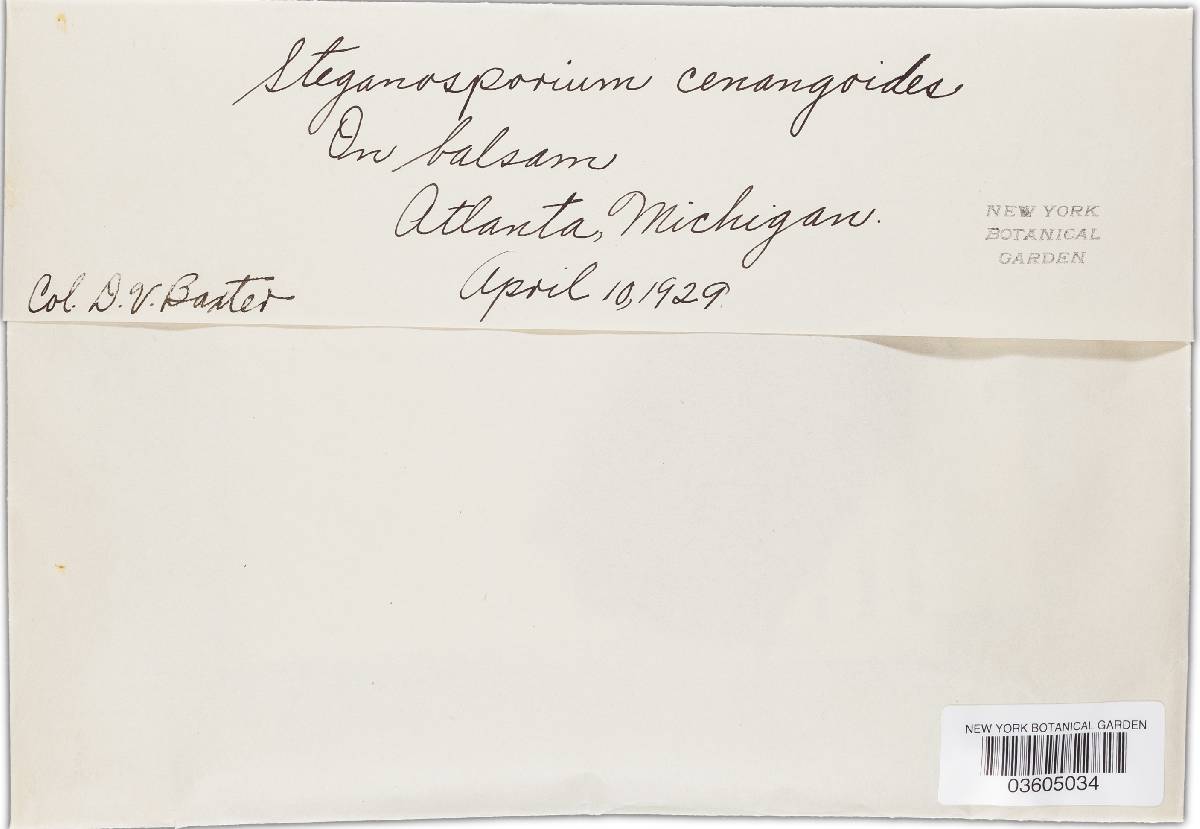 Steganosporium cenangoides
On balsam
Atlanta, Michigan.
April 10, 1929
Col. D. V. Baxter
NEW YORK
BOTANICAL
GARDEN
NEW YORK BOTANICAL GARDEN
03605034